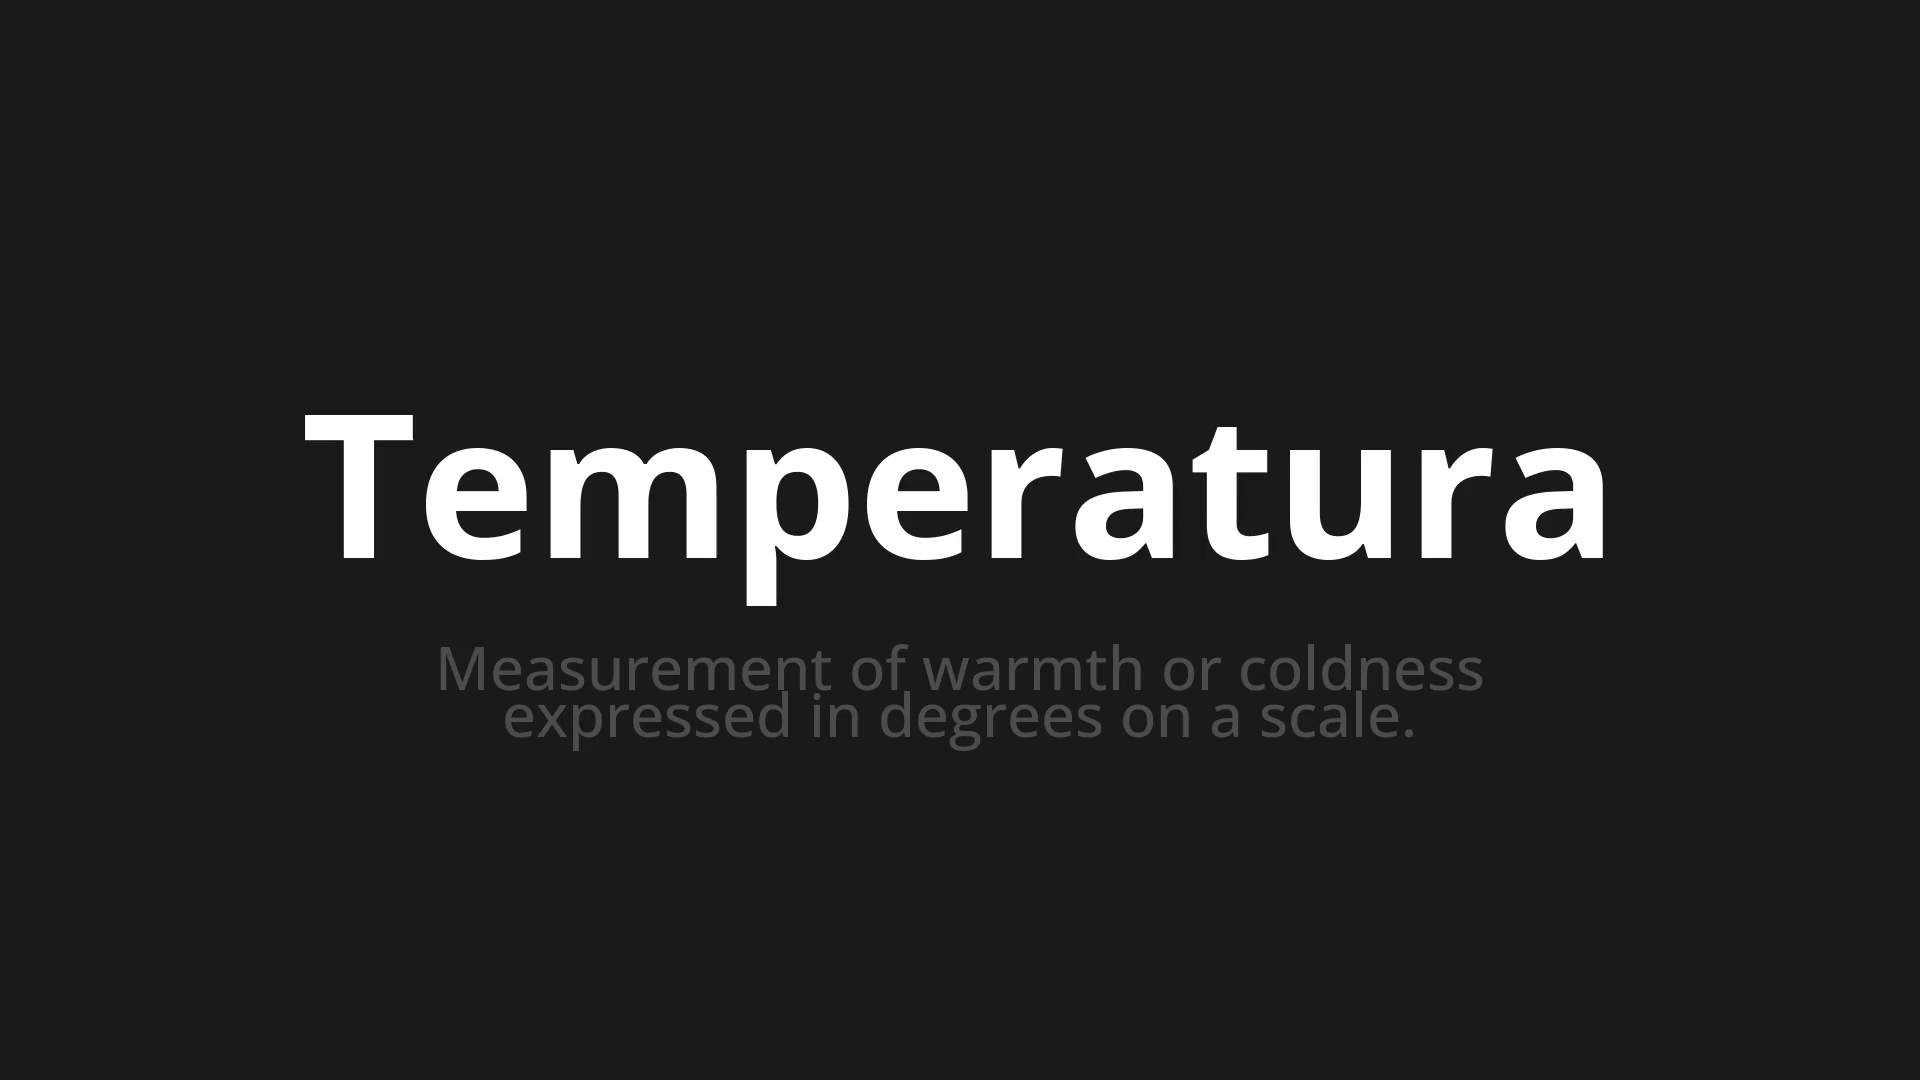 Temperatura
Measurement of warmth or coldness
expressed in degrees on a scale.